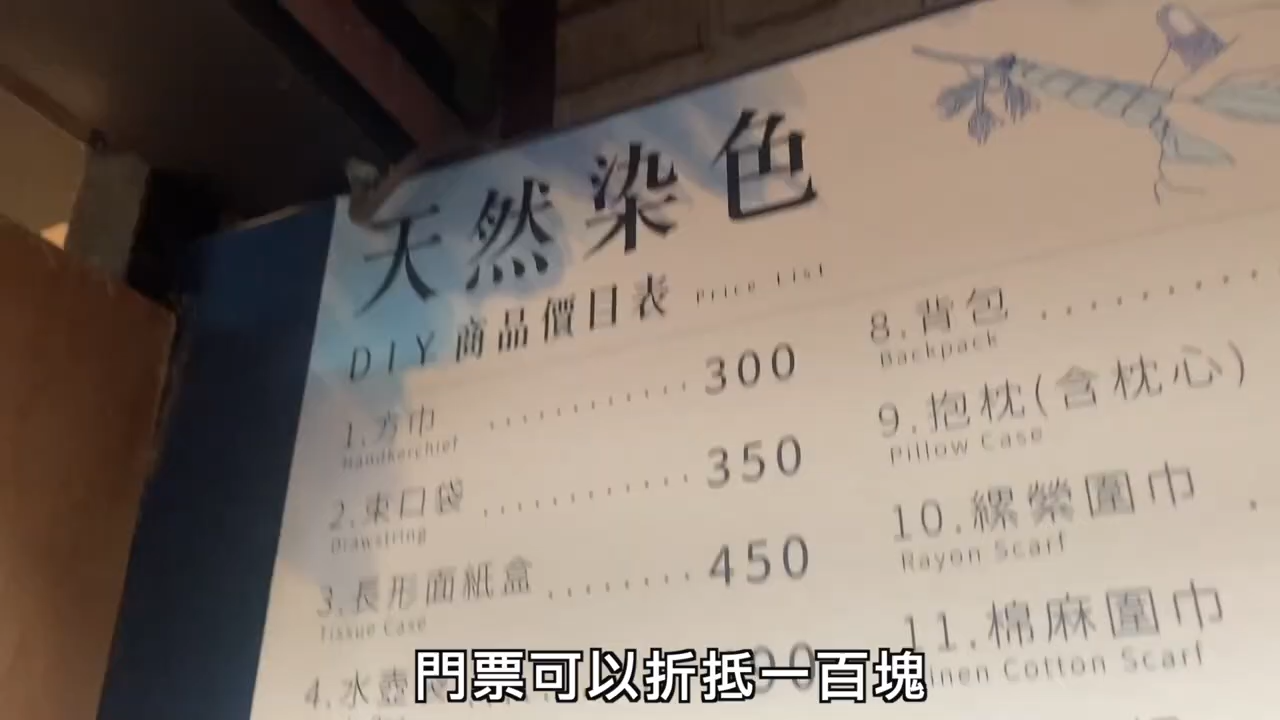 天然染色
DIY 商品價目表 Price List
1.方巾 ............ 300
Handkerchief
2.束口袋 ............ 350
Drawstring
3.長形面紙盒 ........ 450
Tissue Case
4.水壺
8.背包 .........
Backpack
9.抱枕(含枕心)
Pillow Case
10.縲縈圍巾
Rayon Scarf
11.棉麻圍巾
Linen Cotton Scarf
門票可以折抵一百塊